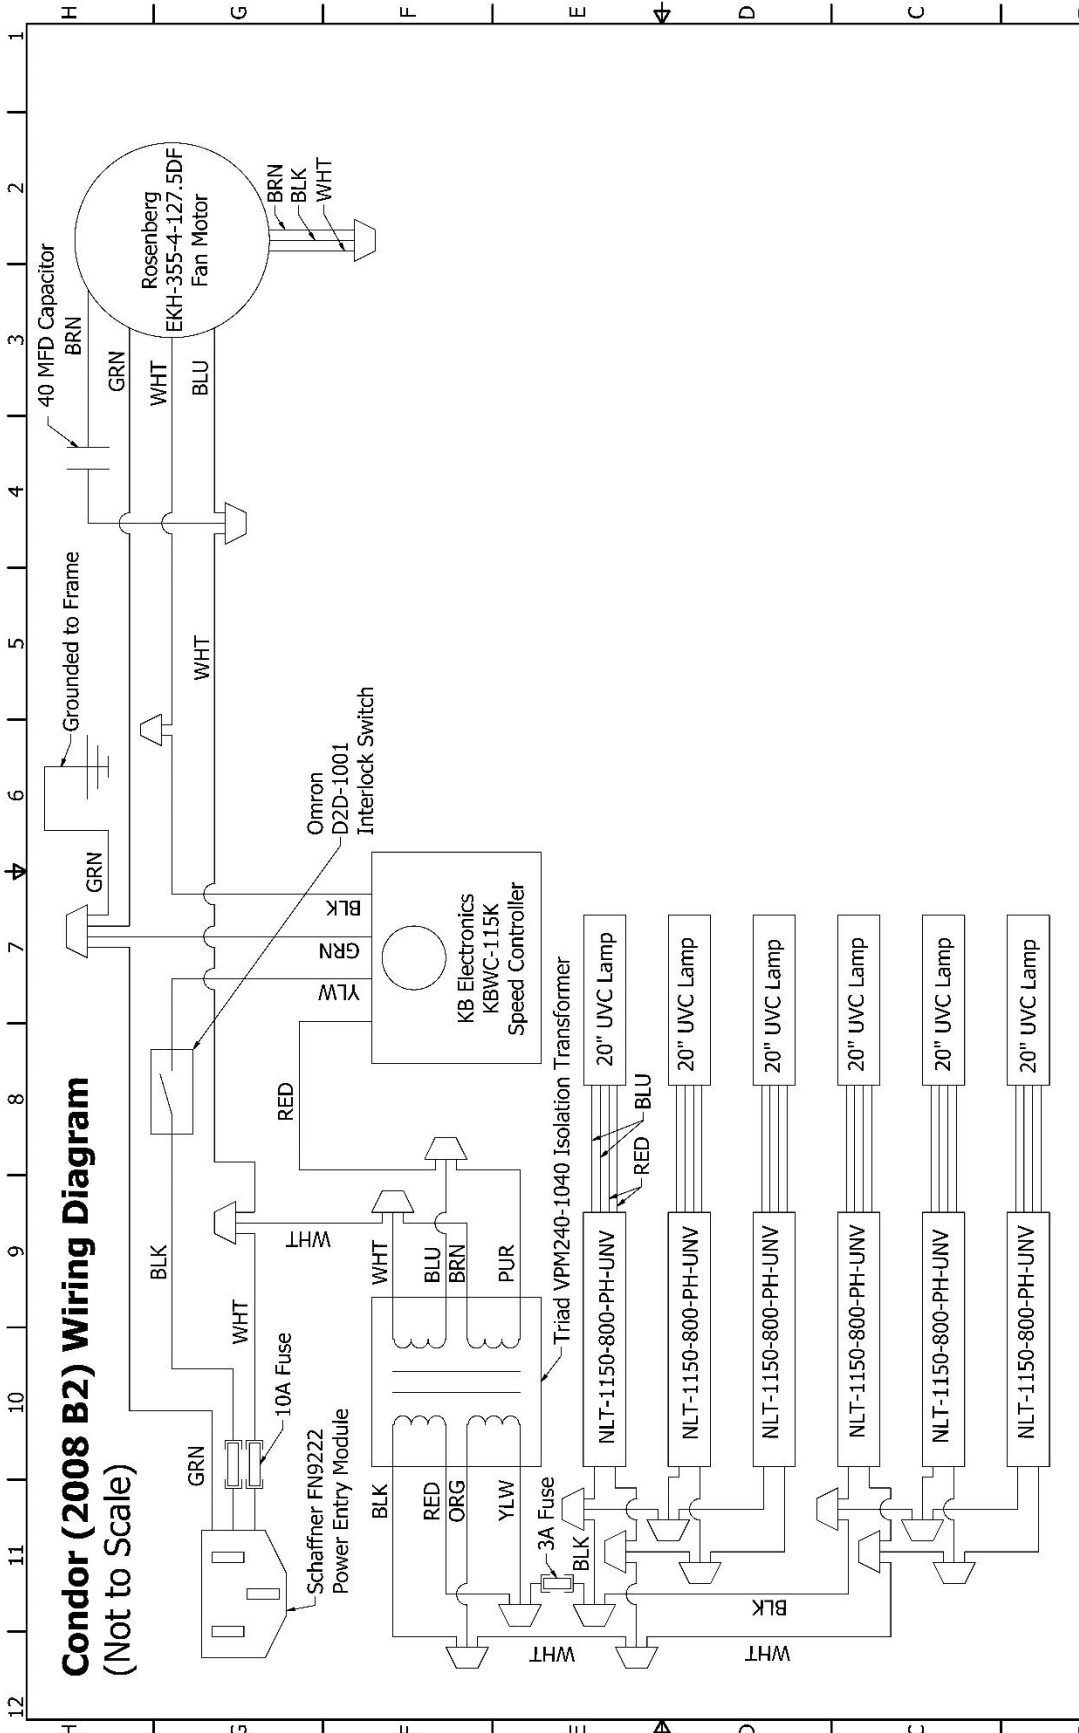 Condor (2008 B2) Wiring Diagram
(Not to Scale)
12
11
10
9
8
7
6
5
4
3
2
1
H
G
F
E
D
C
H
G
F
E
D
C
GRN
Grounded to Frame
40 MFD Capacitor
BRN
GRN
WHT
BLU
Rosenberg
EKH-355-4-127.5DF
Fan Motor
BRN
BLK
WHT
WHT
Omron
D2D-1001
Interlock Switch
BLK
GRN
WHT
10A Fuse
Schaffner FN9222
Power Entry Module
WHT
RED
YLW
GRN
BLK
KB Electronics
KBWC-115K
Speed Controller
BLK
RED
ORG
YLW
WHT
BLU
BRN
PUR
Triad VPM240-1040 Isolation Transformer
3A Fuse
BLK
WHT
BLK
WHT
BLU
RED
NLT-1150-800-PH-UNV
20" UVC Lamp
NLT-1150-800-PH-UNV
20" UVC Lamp
NLT-1150-800-PH-UNV
20" UVC Lamp
NLT-1150-800-PH-UNV
20" UVC Lamp
NLT-1150-800-PH-UNV
20" UVC Lamp
NLT-1150-800-PH-UNV
20" UVC Lamp